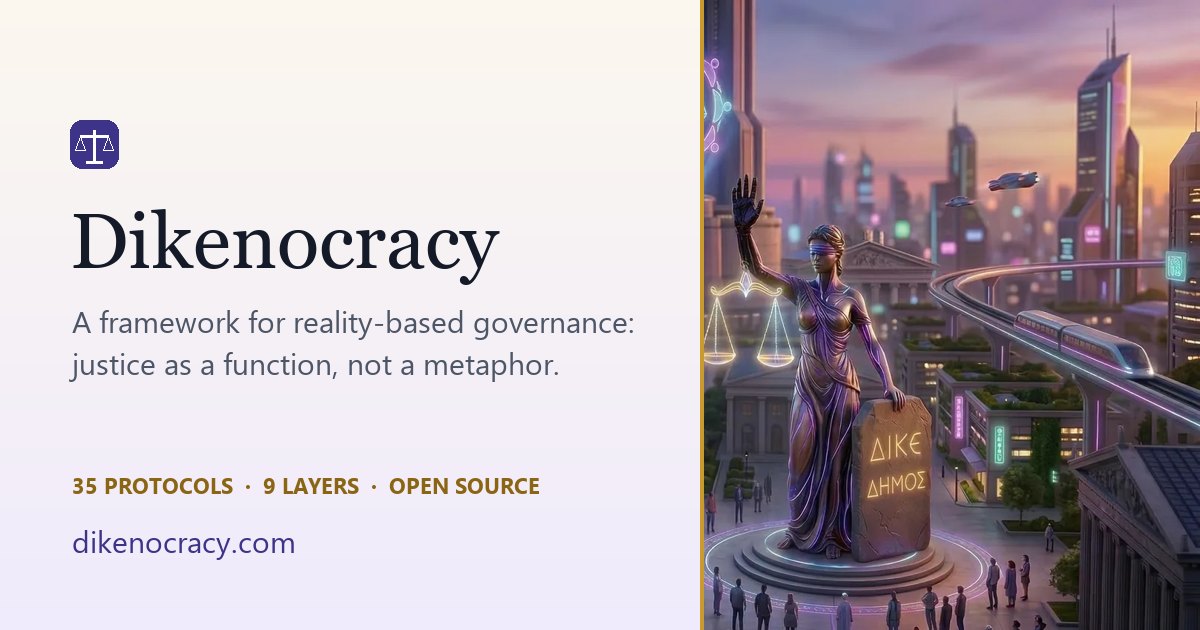 Dikenocracy
A framework for reality-based governance:
justice as a function, not a metaphor.
35 PROTOCOLS · 9 LAYERS · OPEN SOURCE
dikenocracy.com
ΔΙΚΕ
ΔΗΜΟΣ